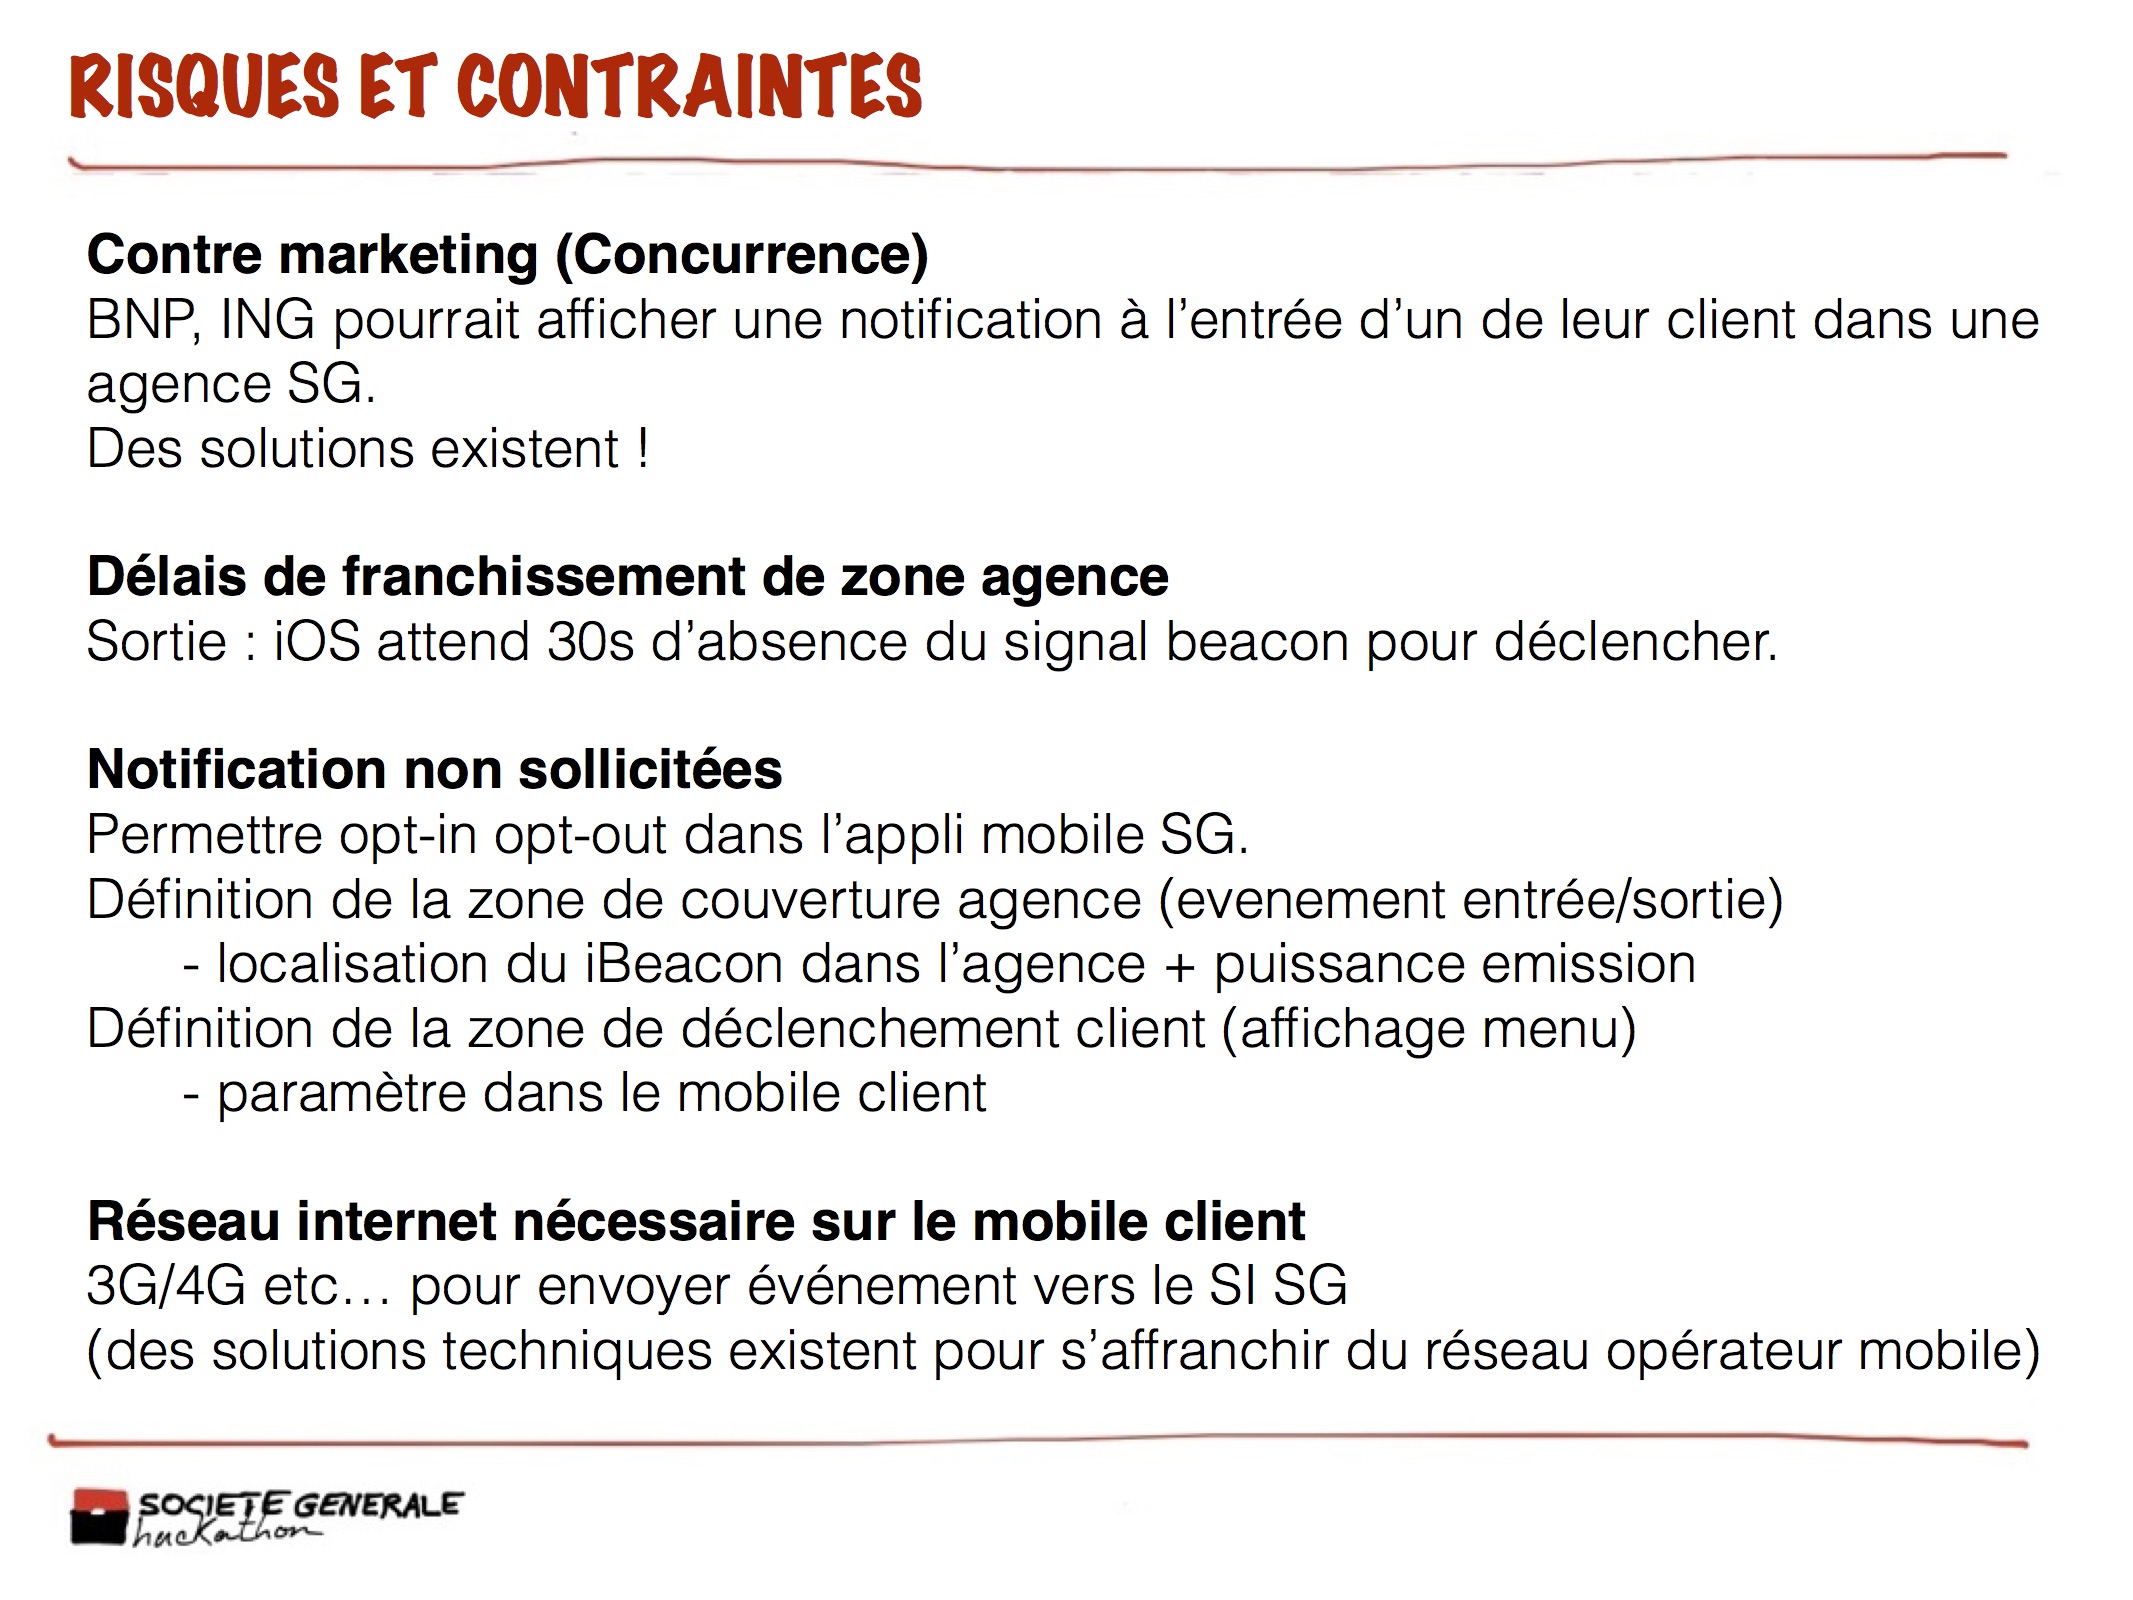 RISQUES ET CONTRAINTES
Contre marketing (Concurrence)
BNP, ING pourrait afficher une notification à l’entrée d’un de leur client dans une
agence SG.
Des solutions existent !
Délais de franchissement de zone agence
Sortie : iOS attend 30s d’absence du signal beacon pour déclencher.
Notification non sollicitées
Permettre opt-in opt-out dans l’appli mobile SG.
Définition de la zone de couverture agence (evenement entrée/sortie)
- localisation du iBeacon dans l’agence + puissance emission
Définition de la zone de déclenchement client (affichage menu)
- paramètre dans le mobile client
Réseau internet nécessaire sur le mobile client
3G/4G etc… pour envoyer événement vers le SI SG
(des solutions techniques existent pour s’affranchir du réseau opérateur mobile)
SOCIETE GENERALE
hackathon